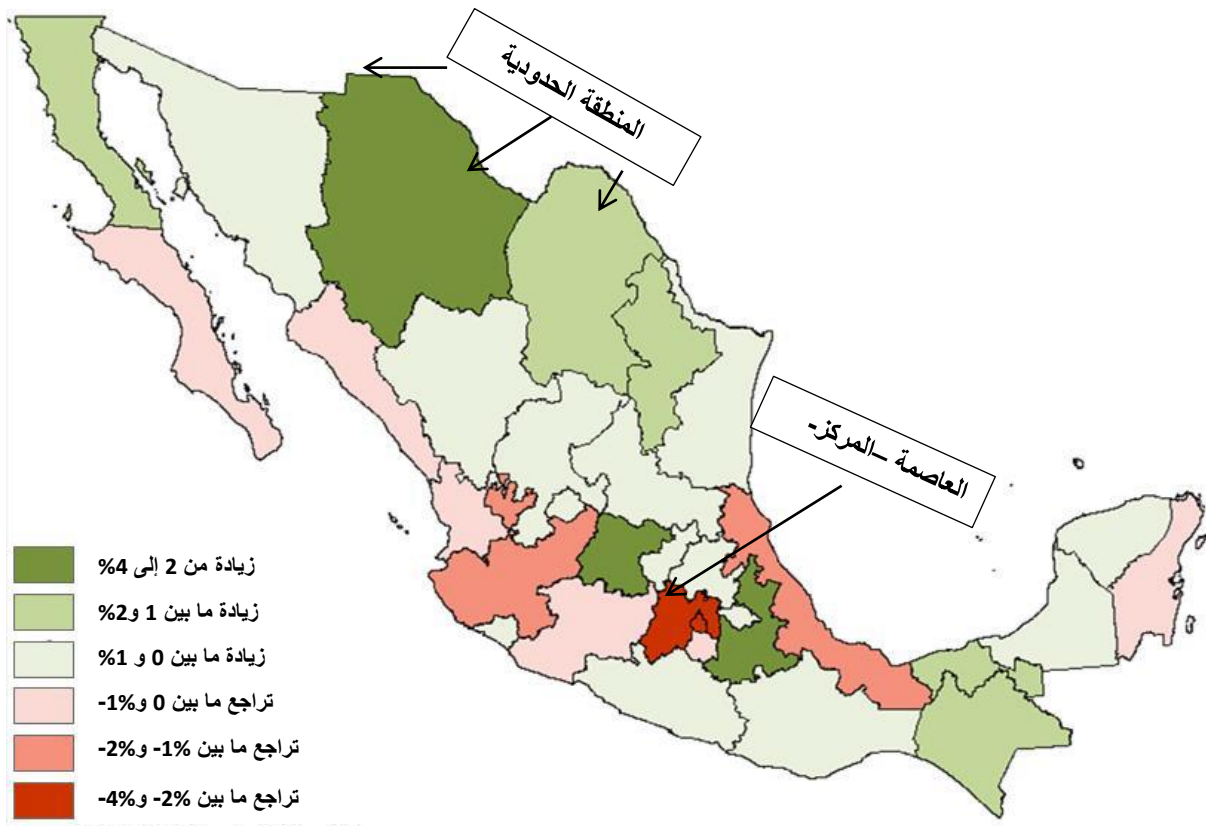 المنطقة الحدودية
العاصمة –المركز-
زيادة من 2 إلى 4%
زيادة ما بين 1 و2%
زيادة ما بين 0 و 1%
تراجع ما بين 0 و1%-
تراجع ما بين 1%- و2%-
تراجع ما بين 2%- و4%-